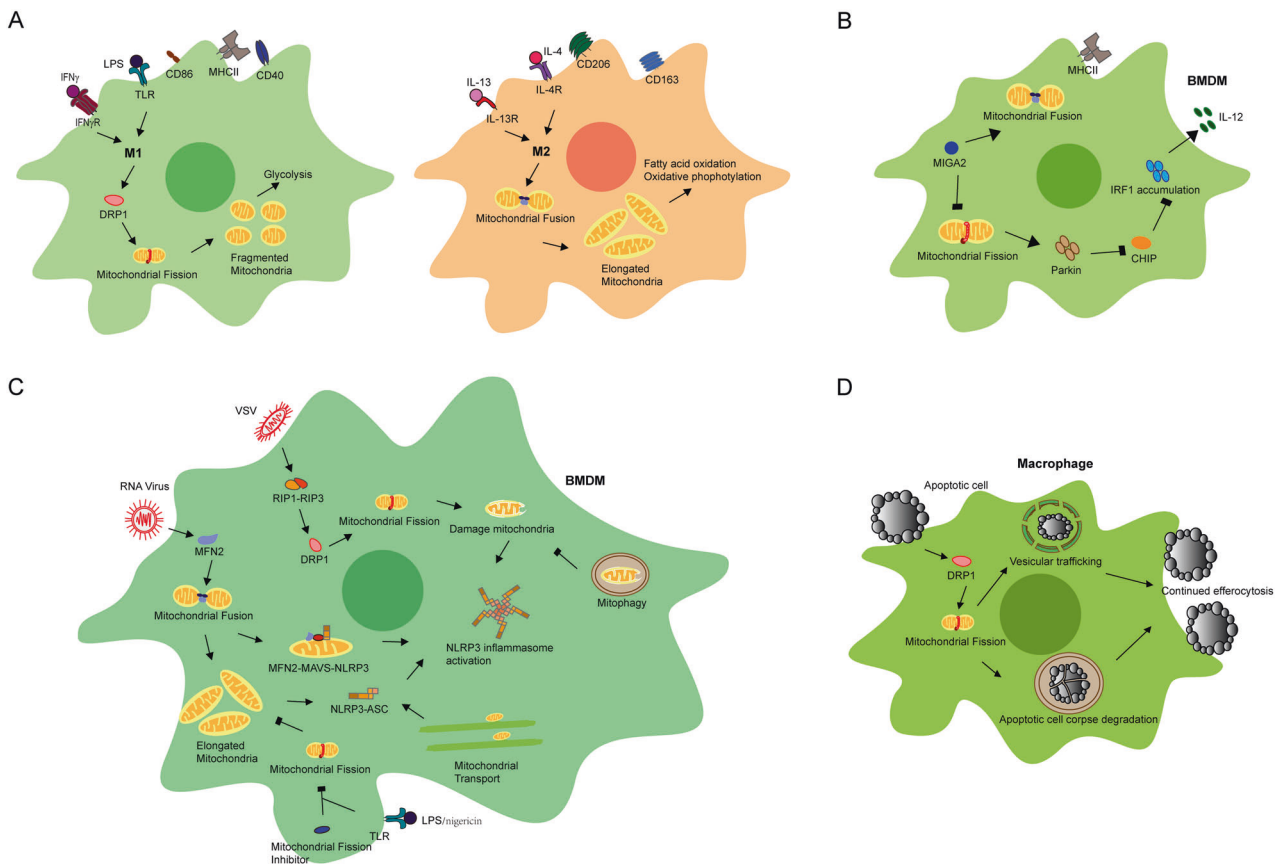 A
LPS
IFNγ
TLR
CD86
MHCII
CD40
IFNγR
M1
DRP1
Glycolysis
Mitochondrial Fission
Fragmented
Mitochondria
IL-4
IL-13
IL-4R
CD206
CD163
IL-13R
M2
Fatty acid oxidation
Oxidative phophotylation
Mitochondrial Fusion
Elongated
Mitochondria
B
MHCII
BMDM
IL-12
Mitochondrial Fusion
MIGA2
IRF1 accumulation
Mitochondrial Fission
Parkin
CHIP
C
VSV
RNA Virus
RIP1-RIP3
BMDM
Mitochondrial Fission
Damage mitochondria
MFN2
DRP1
Mitophagy
Mitochondrial Fusion
MFN2-MAVS-NLRP3
NLRP3 inflammasome
activation
NLRP3-ASC
Elongated
Mitochondria
Mitochondrial Fission
Mitochondrial
Transport
LPS/nigericin
TLR
Mitochondrial Fission
Inhibitor
D
Macrophage
Apoptotic cell
DRP1
Vesicular trafficking
Continued efferocytosis
Mitochondrial Fission
Apoptotic cell corpse degradation